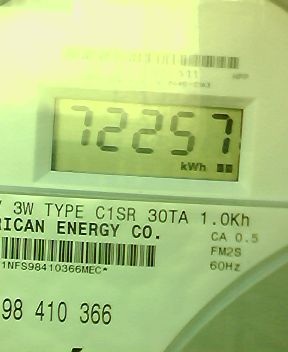 511
72257
kWh
3W TYPE C1SR 30TA 1.0Kh
RICAN ENERGY CO.
CA 0.5
FM2S
60Hz
1NFS98410366MEC*
98 410 366